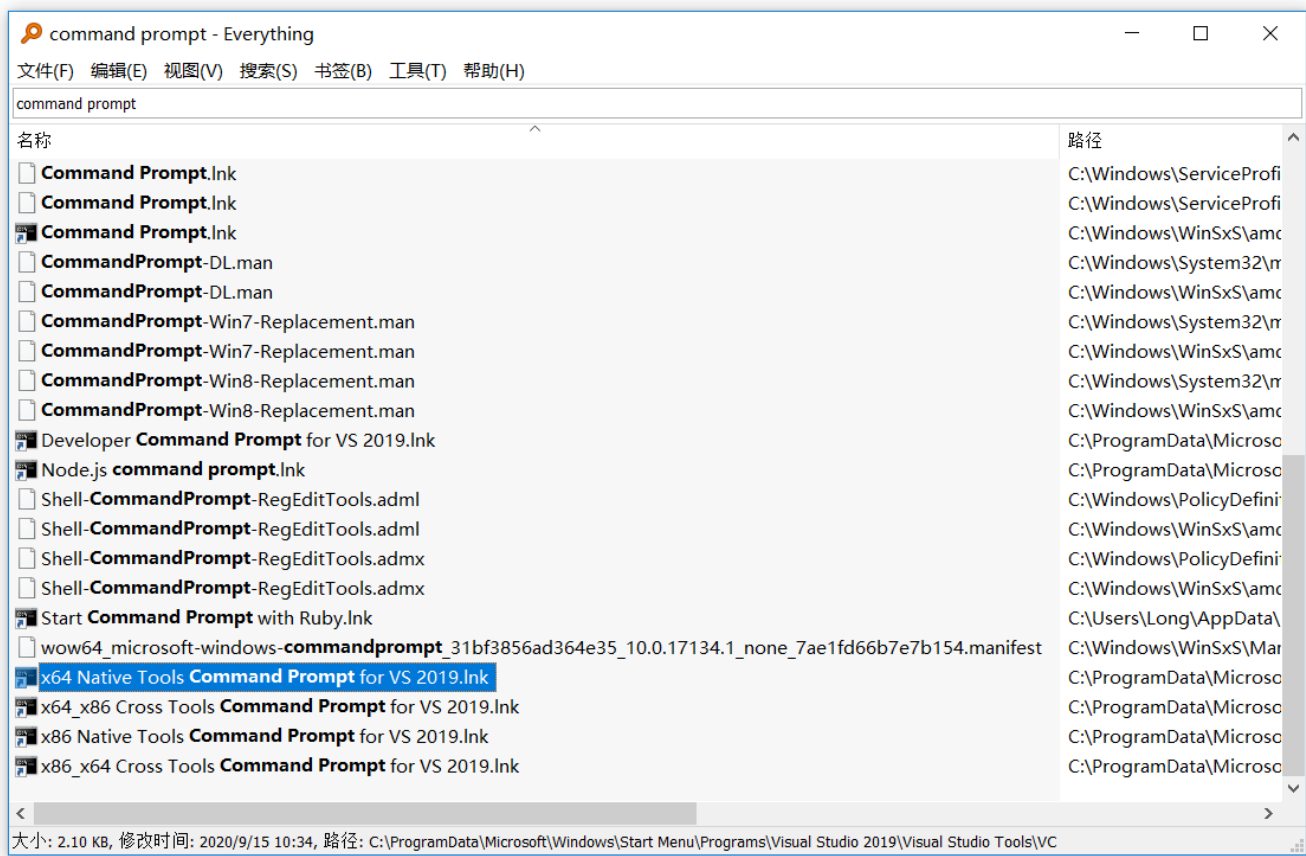 command prompt - Everything
文件(F) 编辑(E) 视图(V) 搜索(S) 书签(B) 工具(T) 帮助(H)
command prompt
名称 路径
Command Prompt.lnk C:\Windows\ServiceProfi
Command Prompt.lnk C:\Windows\ServiceProfi
Command Prompt.lnk C:\Windows\WinSxS\amd
CommandPrompt-DL.man C:\Windows\System32\m
CommandPrompt-DL.man C:\Windows\WinSxS\amd
CommandPrompt-Win7-Replacement.man C:\Windows\System32\m
CommandPrompt-Win7-Replacement.man C:\Windows\WinSxS\amd
CommandPrompt-Win8-Replacement.man C:\Windows\System32\m
CommandPrompt-Win8-Replacement.man C:\Windows\WinSxS\amd
Developer Command Prompt for VS 2019.lnk C:\ProgramData\Microso
Node.js command prompt.lnk C:\ProgramData\Microso
Shell-CommandPrompt-RegEditTools.adml C:\Windows\PolicyDefinit
Shell-CommandPrompt-RegEditTools.adml C:\Windows\WinSxS\amd
Shell-CommandPrompt-RegEditTools.admx C:\Windows\PolicyDefinit
Shell-CommandPrompt-RegEditTools.admx C:\Windows\WinSxS\amd
Start Command Prompt with Ruby.lnk C:\Users\Long\AppData\
wow64_microsoft-windows-commandprompt_31bf3856ad364e35_10.0.17134.1_none_7ae1fd66b7e7b154.manifest C:\Windows\WinSxS\Man
x64 Native Tools Command Prompt for VS 2019.lnk C:\ProgramData\Microso
x64_x86 Cross Tools Command Prompt for VS 2019.lnk C:\ProgramData\Microso
x86 Native Tools Command Prompt for VS 2019.lnk C:\ProgramData\Microso
x86_x64 Cross Tools Command Prompt for VS 2019.lnk C:\ProgramData\Microso
大小: 2.10 KB, 修改时间: 2020/9/15 10:34, 路径: C:\ProgramData\Microsoft\Windows\Start Menu\Programs\Visual Studio 2019\Visual Studio Tools\VC